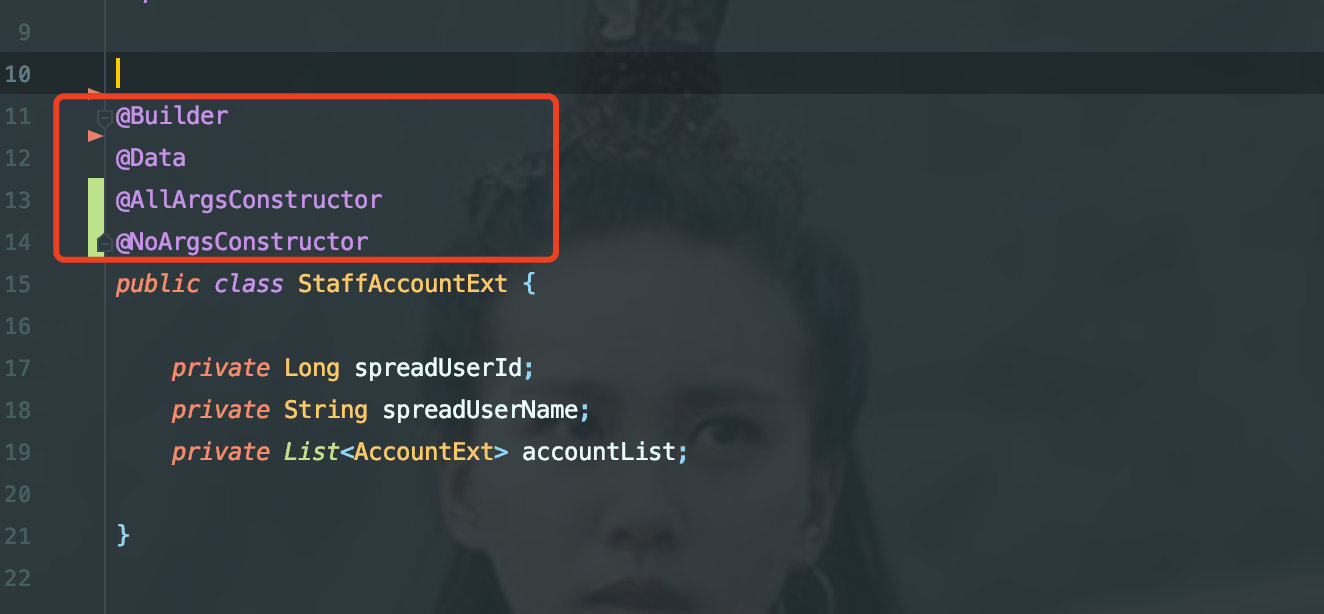 9
10
11 @Builder
12 @Data
13 @AllArgsConstructor
14 @NoArgsConstructor
15 public class StaffAccountExt {
16
17 private Long spreadUserId;
18 private String spreadUserName;
19 private List<AccountExt> accountList;
20
21 }
22